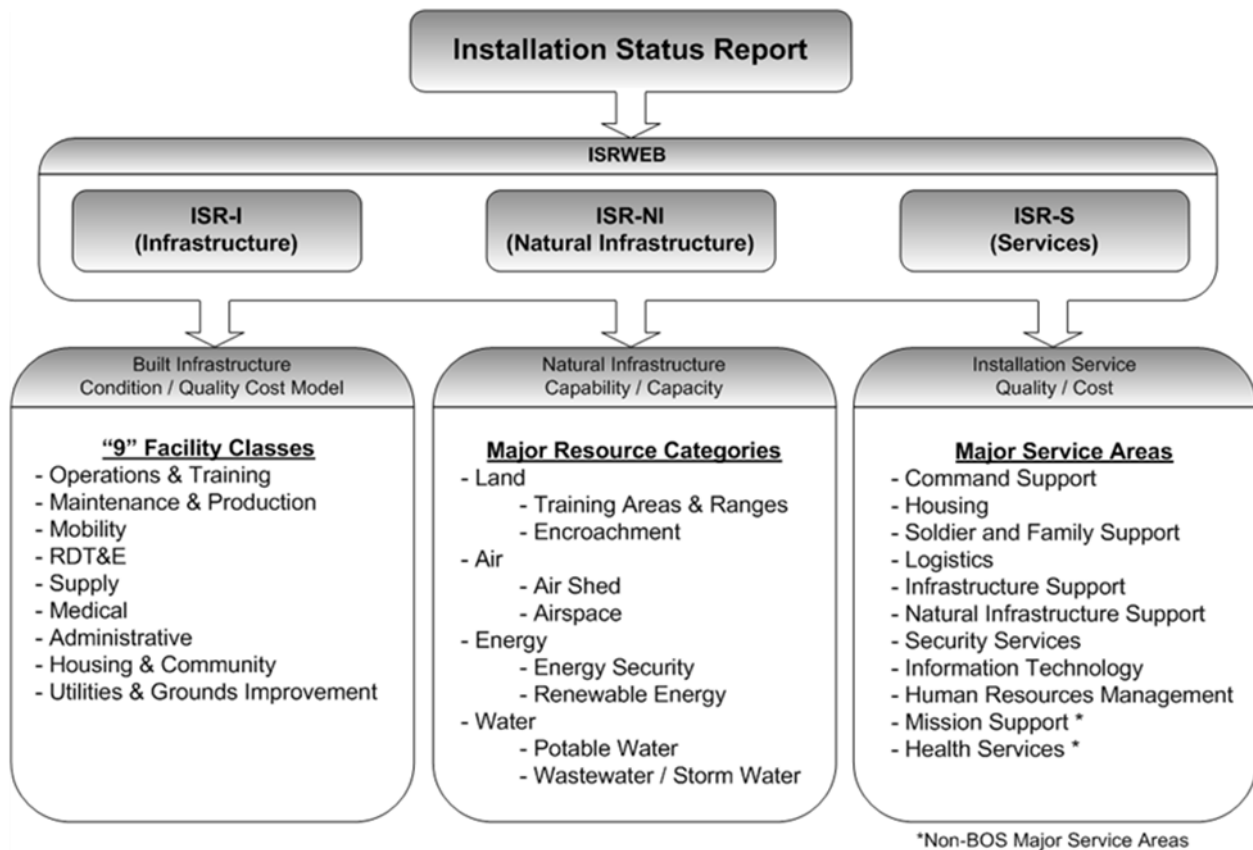 Installation Status Report
ISRWEB
ISR-I
(Infrastructure)
ISR-NI
(Natural Infrastructure)
ISR-S
(Services)
Built Infrastructure
Condition / Quality Cost Model
"9" Facility Classes
- Operations & Training
- Maintenance & Production
- Mobility
- RDT&E
- Supply
- Medical
- Administrative
- Housing & Community
- Utilities & Grounds Improvement
Natural Infrastructure
Capability / Capacity
Major Resource Categories
- Land
- Training Areas & Ranges
- Encroachment
- Air
- Air Shed
- Airspace
- Energy
- Energy Security
- Renewable Energy
- Water
- Potable Water
- Wastewater / Storm Water
Installation Service
Quality / Cost
Major Service Areas
- Command Support
- Housing
- Soldier and Family Support
- Logistics
- Infrastructure Support
- Natural Infrastructure Support
- Security Services
- Information Technology
- Human Resources Management
- Mission Support *
- Health Services *
*Non-BOS Major Service Areas